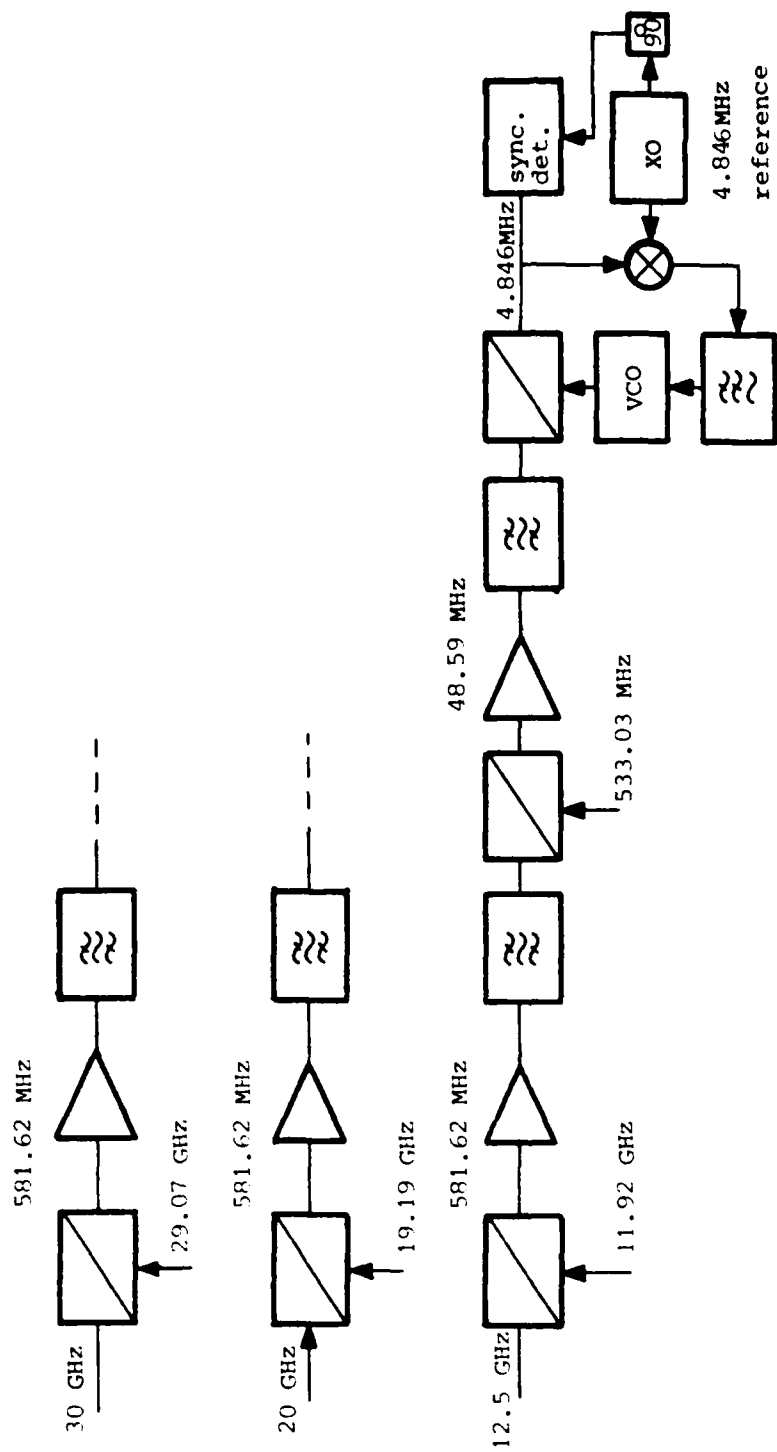 30 GHz
581.62 MHz
29.07 GHz
20 GHz
581.62 MHz
19.19 GHz
12.5 GHz
581.62 MHz
11.92 GHz
533.03 MHz
48.59 MHz
4.846MHz
sync.
det.
VCO
XO
90°
4.846MHz
reference